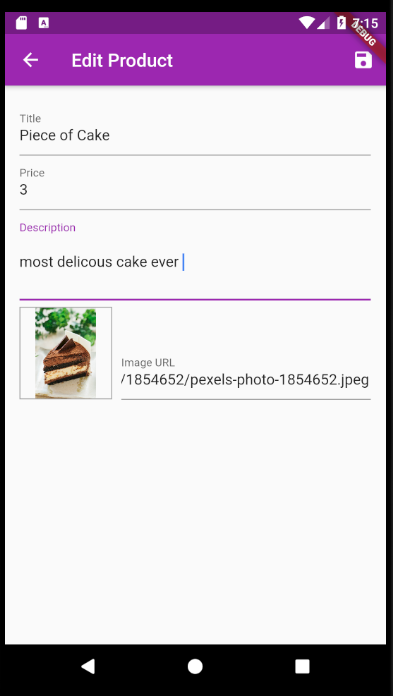 7:15
DEBUG
Edit Product
Title
Piece of Cake
Price
3
Description
most delicous cake ever
Image URL
/1854652/pexels-photo-1854652.jpeg